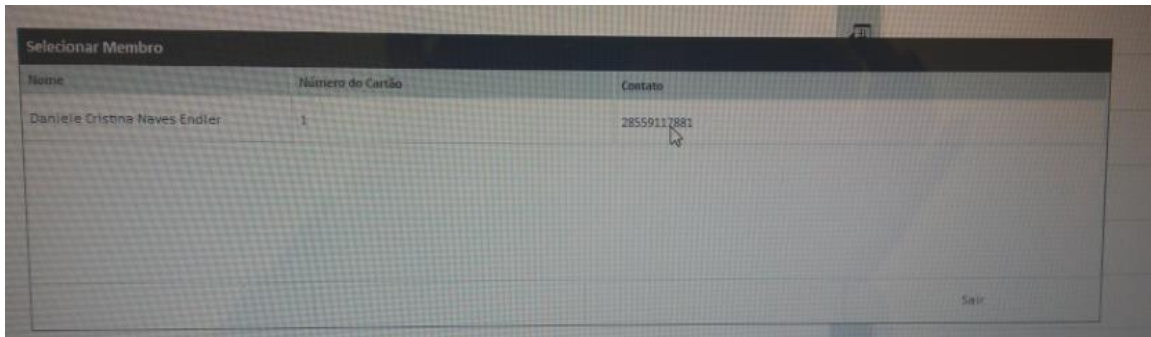 Selecionar Membro
Nome Número do Cartão Contato
Daniele Cristina Naves Endler 1 28559117881
Sair